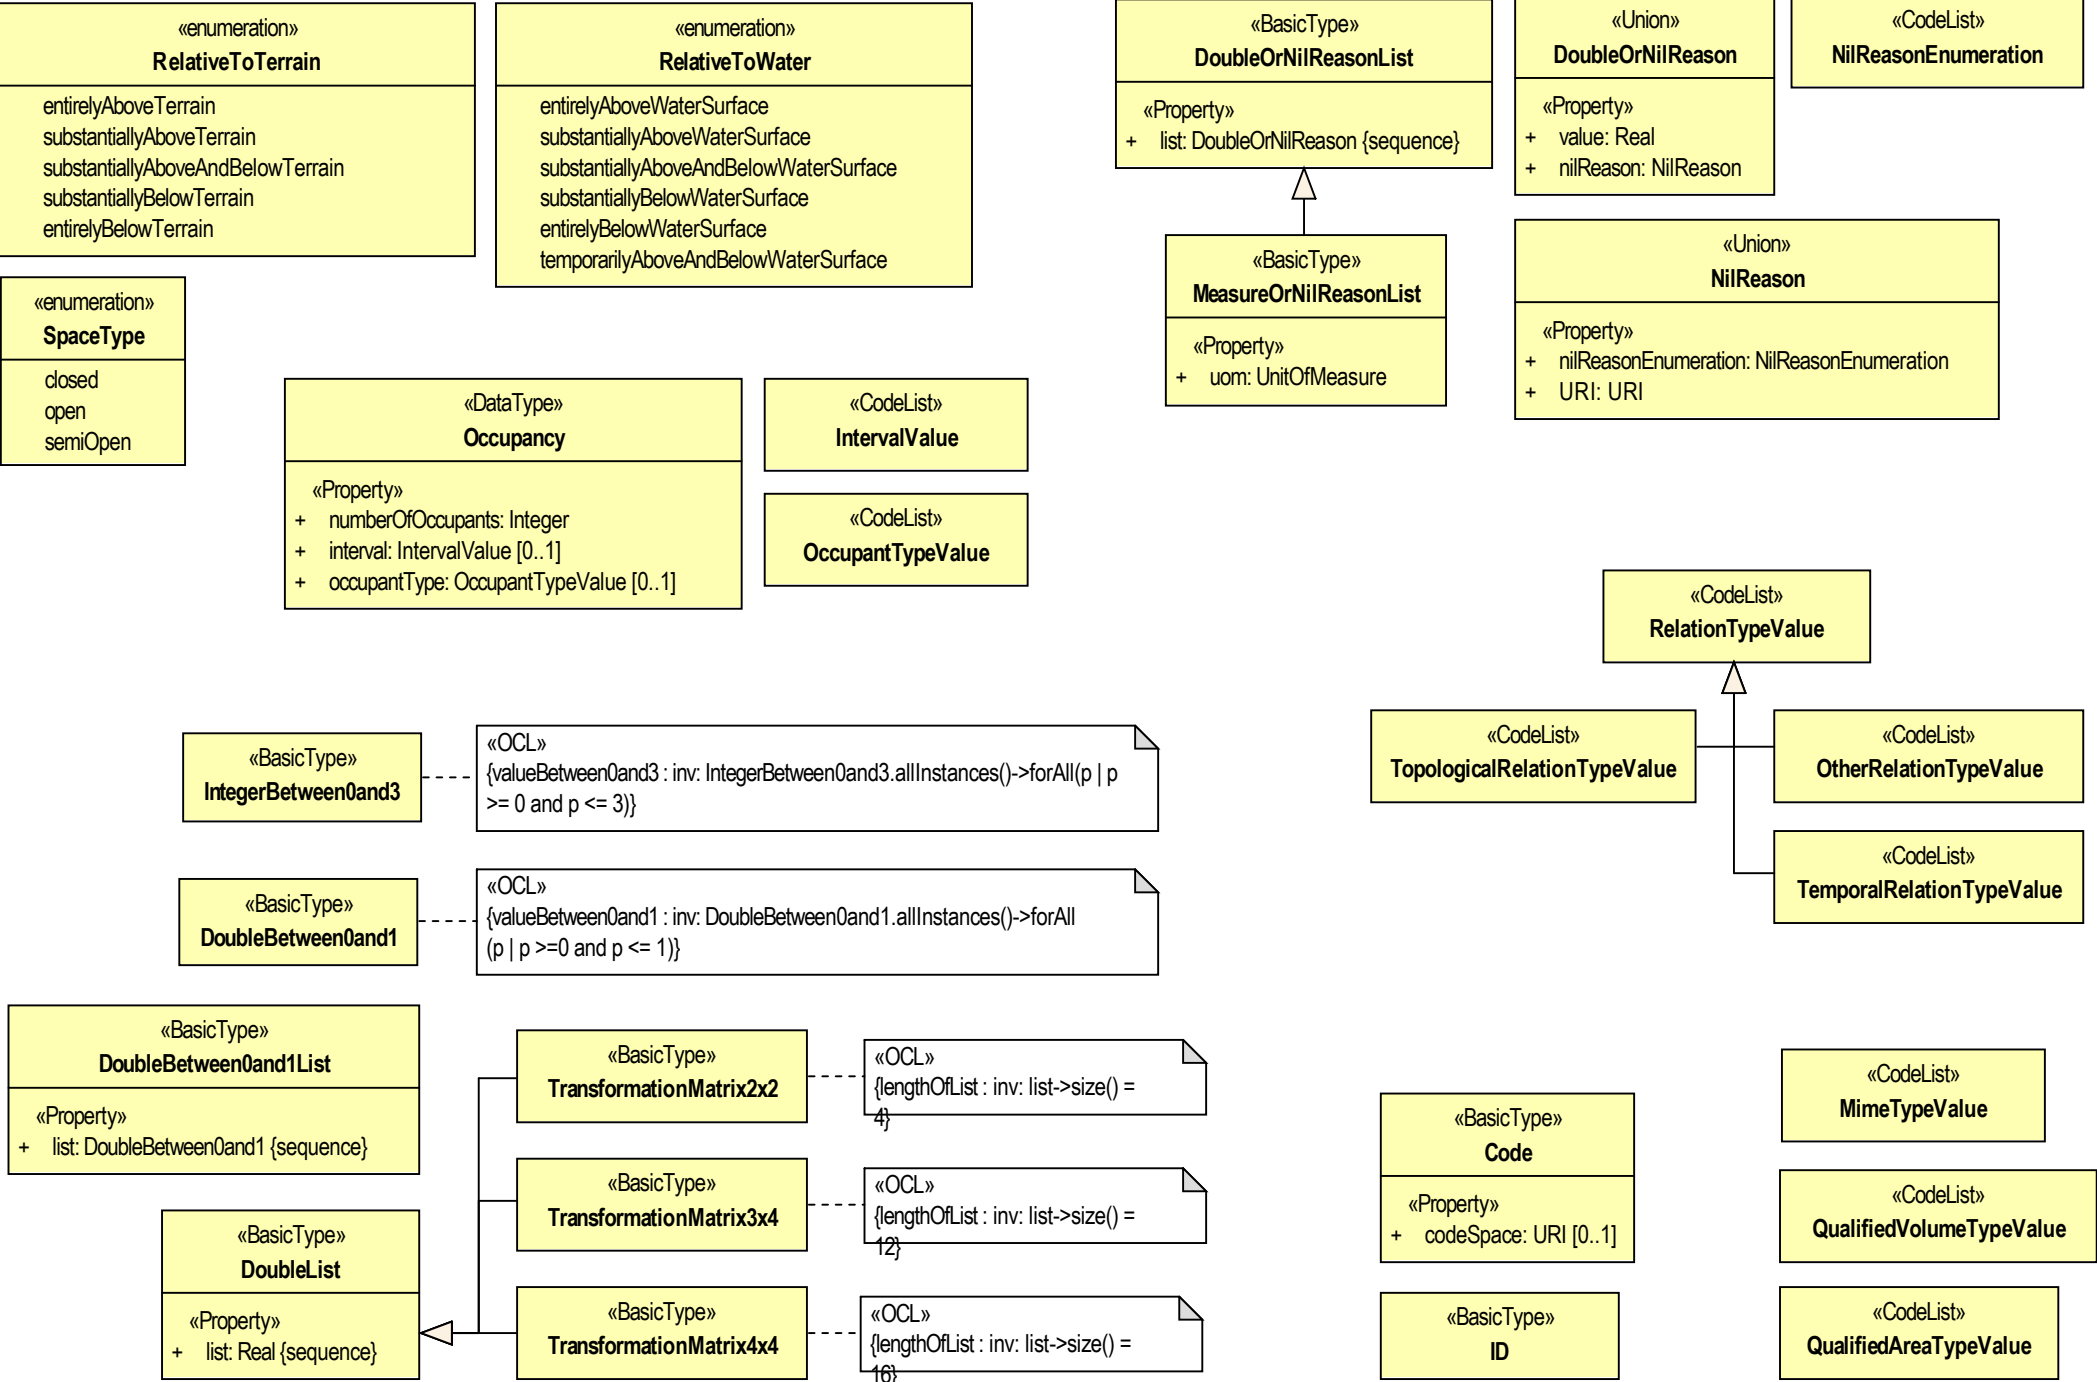 «enumeration»
RelativeToTerrain
entirelyAboveTerrain
substantiallyAboveTerrain
substantiallyAboveAndBelowTerrain
substantiallyBelowTerrain
entirelyBelowTerrain
«enumeration»
RelativeToWater
entirelyAboveWaterSurface
substantiallyAboveWaterSurface
substantiallyAboveAndBelowWaterSurface
substantiallyBelowWaterSurface
entirelyBelowWaterSurface
temporarilyAboveAndBelowWaterSurface
«BasicType»
DoubleOrNilReasonList
«Property»
+ list: DoubleOrNilReason {sequence}
«Union»
DoubleOrNilReason
«Property»
+ value: Real
+ nilReason: NilReason
«CodeList»
NilReasonEnumeration
«BasicType»
MeasureOrNilReasonList
«Property»
+ uom: UnitOfMeasure
«Union»
NilReason
«Property»
+ nilReasonEnumeration: NilReasonEnumeration
+ URI: URI
«enumeration»
SpaceType
closed
open
semiOpen
«DataType»
Occupancy
«Property»
+ numberOfOccupants: Integer
+ interval: IntervalValue [0..1]
+ occupantType: OccupantTypeValue [0..1]
«CodeList»
IntervalValue
«CodeList»
OccupantTypeValue
«CodeList»
RelationTypeValue
«CodeList»
TopologicalRelationTypeValue
«CodeList»
OtherRelationTypeValue
«CodeList»
TemporalRelationTypeValue
«BasicType»
IntegerBetween0and3
«OCL»
{valueBetween0and3 : inv: IntegerBetween0and3.allInstances()->forAll(p | p
>= 0 and p <= 3)}
«BasicType»
DoubleBetween0and1
«OCL»
{valueBetween0and1 : inv: DoubleBetween0and1.allInstances()->forAll
(p | p >=0 and p <= 1)}
«BasicType»
DoubleBetween0and1List
«Property»
+ list: DoubleBetween0and1 {sequence}
«BasicType»
DoubleList
«Property»
+ list: Real {sequence}
«BasicType»
TransformationMatrix2x2
«OCL»
{lengthOfList : inv: list->size() =
4}
«BasicType»
TransformationMatrix3x4
«OCL»
{lengthOfList : inv: list->size() =
12}
«BasicType»
TransformationMatrix4x4
«OCL»
{lengthOfList : inv: list->size() =
16}
«BasicType»
Code
«Property»
+ codeSpace: URI [0..1]
«BasicType»
ID
«CodeList»
MimeTypeValue
«CodeList»
QualifiedVolumeTypeValue
«CodeList»
QualifiedAreaTypeValue